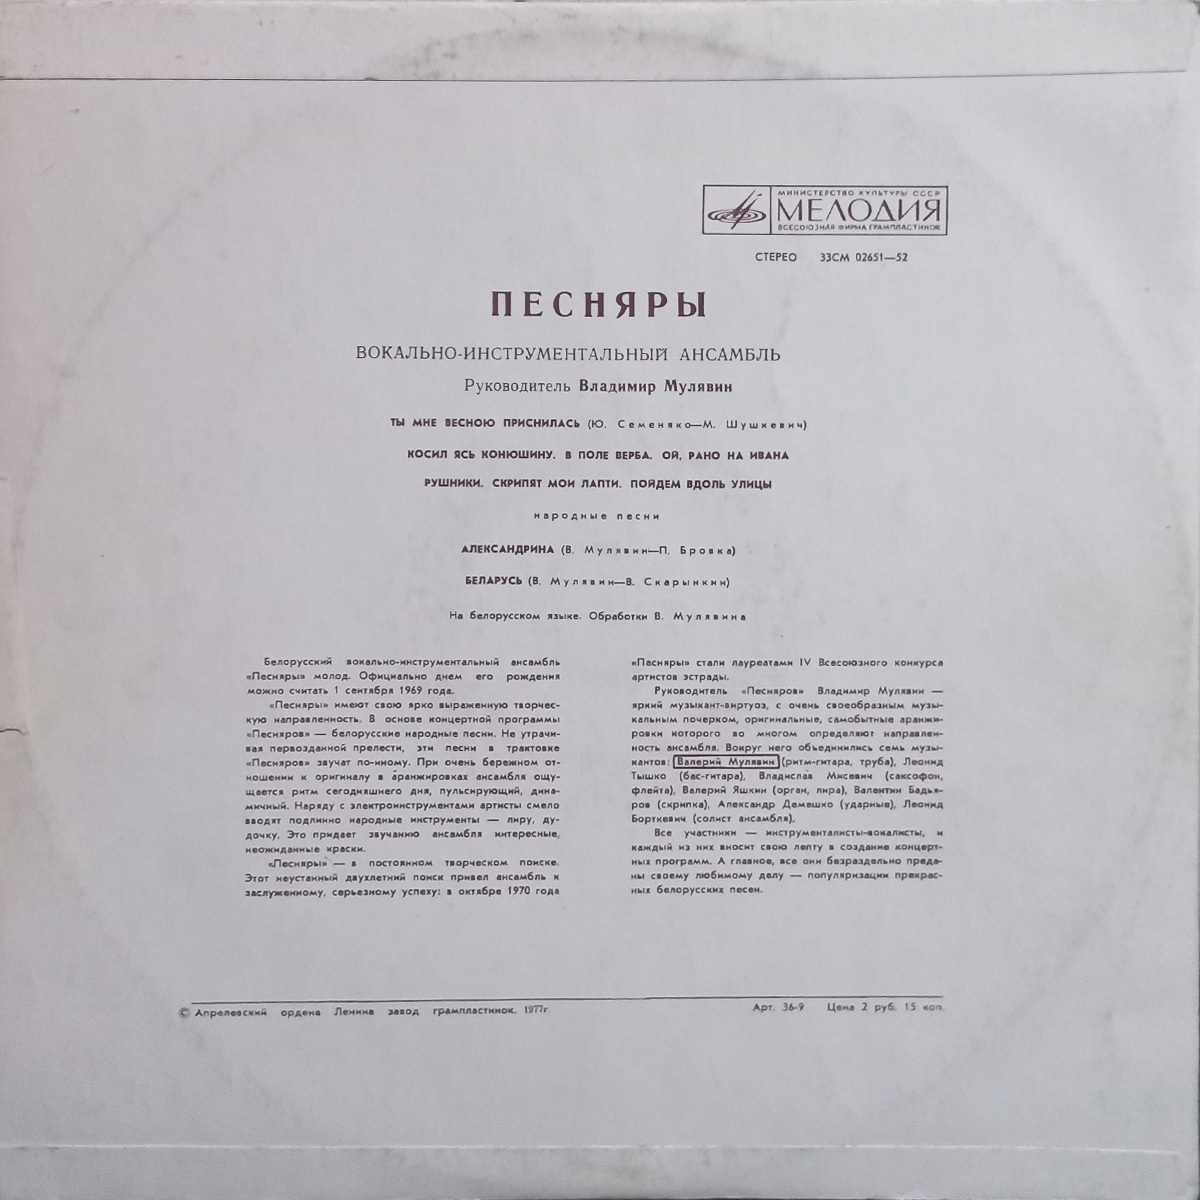 МИНИСТЕРСТВО КУЛЬТУРЫ СССР
МЕЛОДИЯ
ВСЕСОЮЗНАЯ ФИРМА ГРАМПЛАСТИНОК
СТЕРЕО 33СМ 02651—52
ПЕСНЯРЫ
ВОКАЛЬНО-ИНСТРУМЕНТАЛЬНЫЙ АНСАМБЛЬ
Руководитель Владимир Мулявин
ТЫ МНЕ ВЕСНОЮ ПРИСНИЛАСЬ (Ю. Семеняко—М. Шушкевич)
КОСИЛ ЯСЬ КОНЮШИНУ. В ПОЛЕ ВЕРБА. ОЙ, РАНО НА ИВАНА
РУШНИКИ. СКРИПЯТ МОИ ЛАПТИ. ПОЙДЕМ ВДОЛЬ УЛИЦЫ
народные песни
АЛЕКСАНДРИНА (В. Мулявин—П. Бровка)
БЕЛАРУСЬ (В. Мулявин—В. Скарынкин)
На белорусском языке. Обработки В. Мулявина
Белорусский вокально-инструментальный ансамбль
«Песняры» молод. Официально днем его рождения
можно считать 1 сентября 1969 года.
«Песняры» имеют свою ярко выраженную творчес-
кую направленность. В основе концертной программы
«Песняров» — белорусские народные песни. Не утрачи-
вая первозданной прелести, эти песни в трактовке
«Песняров» звучат по-иному. При очень бережном от-
ношении к оригиналу в аранжировках ансамбля ощу-
щается ритм сегодняшнего дня, пульсирующий, дина-
мичный. Наряду с электроинструментами артисты смело
вводят подлинно народные инструменты — лиру, ду-
дочку. Это придает звучанию ансамбля интересные,
неожиданные краски.
«Песняры» — в постоянном творческом поиске.
Этот неустанный двухлетний поиск привел ансамбль к
заслуженному, серьезному успеху: в октябре 1970 года
«Песняры» стали лауреатами IV Всесоюзного конкурса
артистов эстрады.
Руководитель «Песняров» Владимир Мулявин —
яркий музыкант-виртуоз, с очень своеобразным музы-
кальным почерком, оригинальные, самобытные аранжи-
ровки которого во многом определяют направлен-
ность ансамбля. Вокруг него объединились семь музы-
кантов: Валерий Мулявин (ритм-гитара, труба), Леонид
Тышко (бас-гитара), Владислав Мисевич (саксофон,
флейта), Валерий Яшкин (орган, лира), Валентин Бадья-
ров (скрипка), Александр Демешко (ударные), Леонид
Борткевич (солист ансамбля).
Все участники — инструменталисты-вокалисты, и
каждый из них вносит свою лепту в создание концерт-
ных программ. А главное, все они безраздельно преда-
ны своему любимому делу — популяризации прекрас-
ных белорусских песен.
© Апрелевский ордена Ленина завод грампластинок. 1977г. Арт. 36-9 Цена 2 руб. 15 коп.